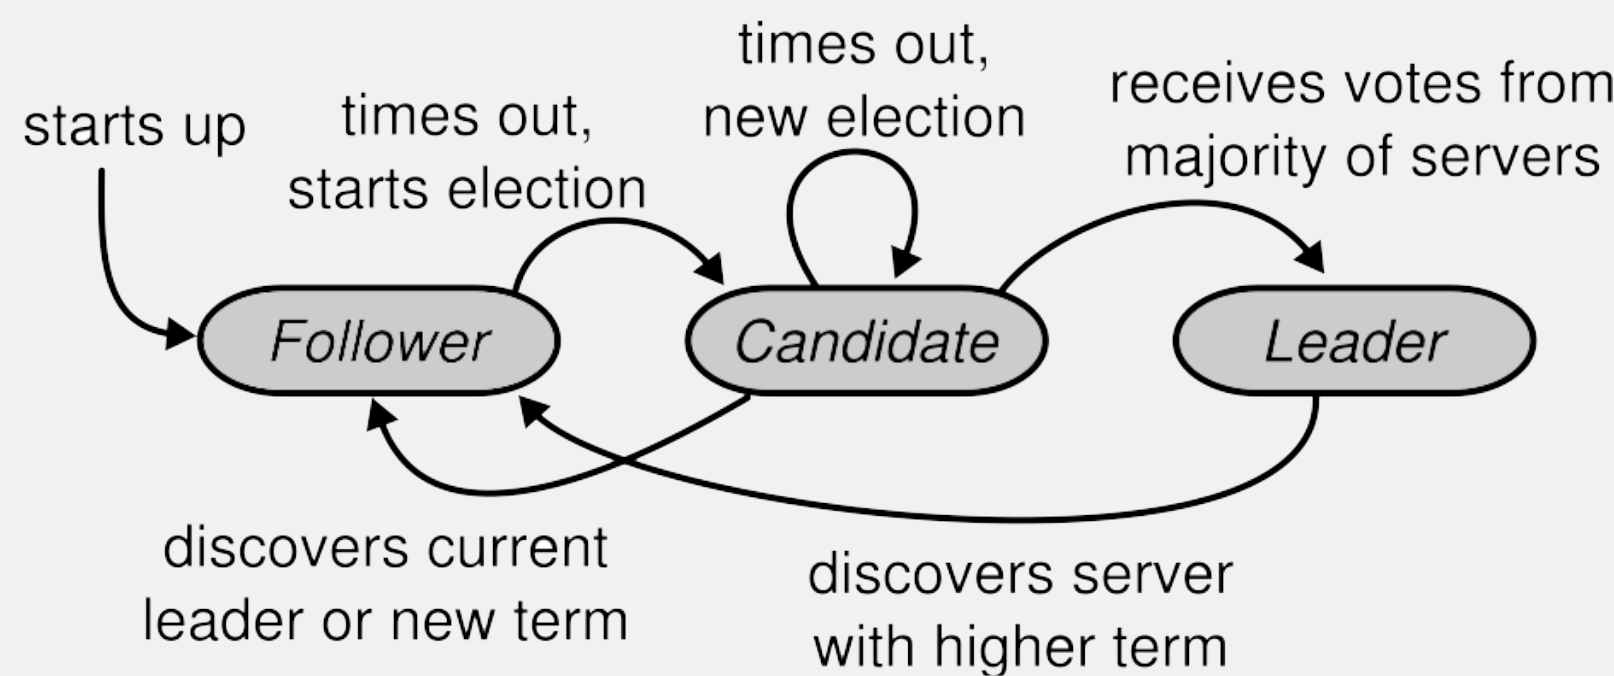 starts up
times out,
starts election
times out,
new election
receives votes from
majority of servers
Follower
Candidate
Leader
discovers current
leader or new term
discovers server
with higher term